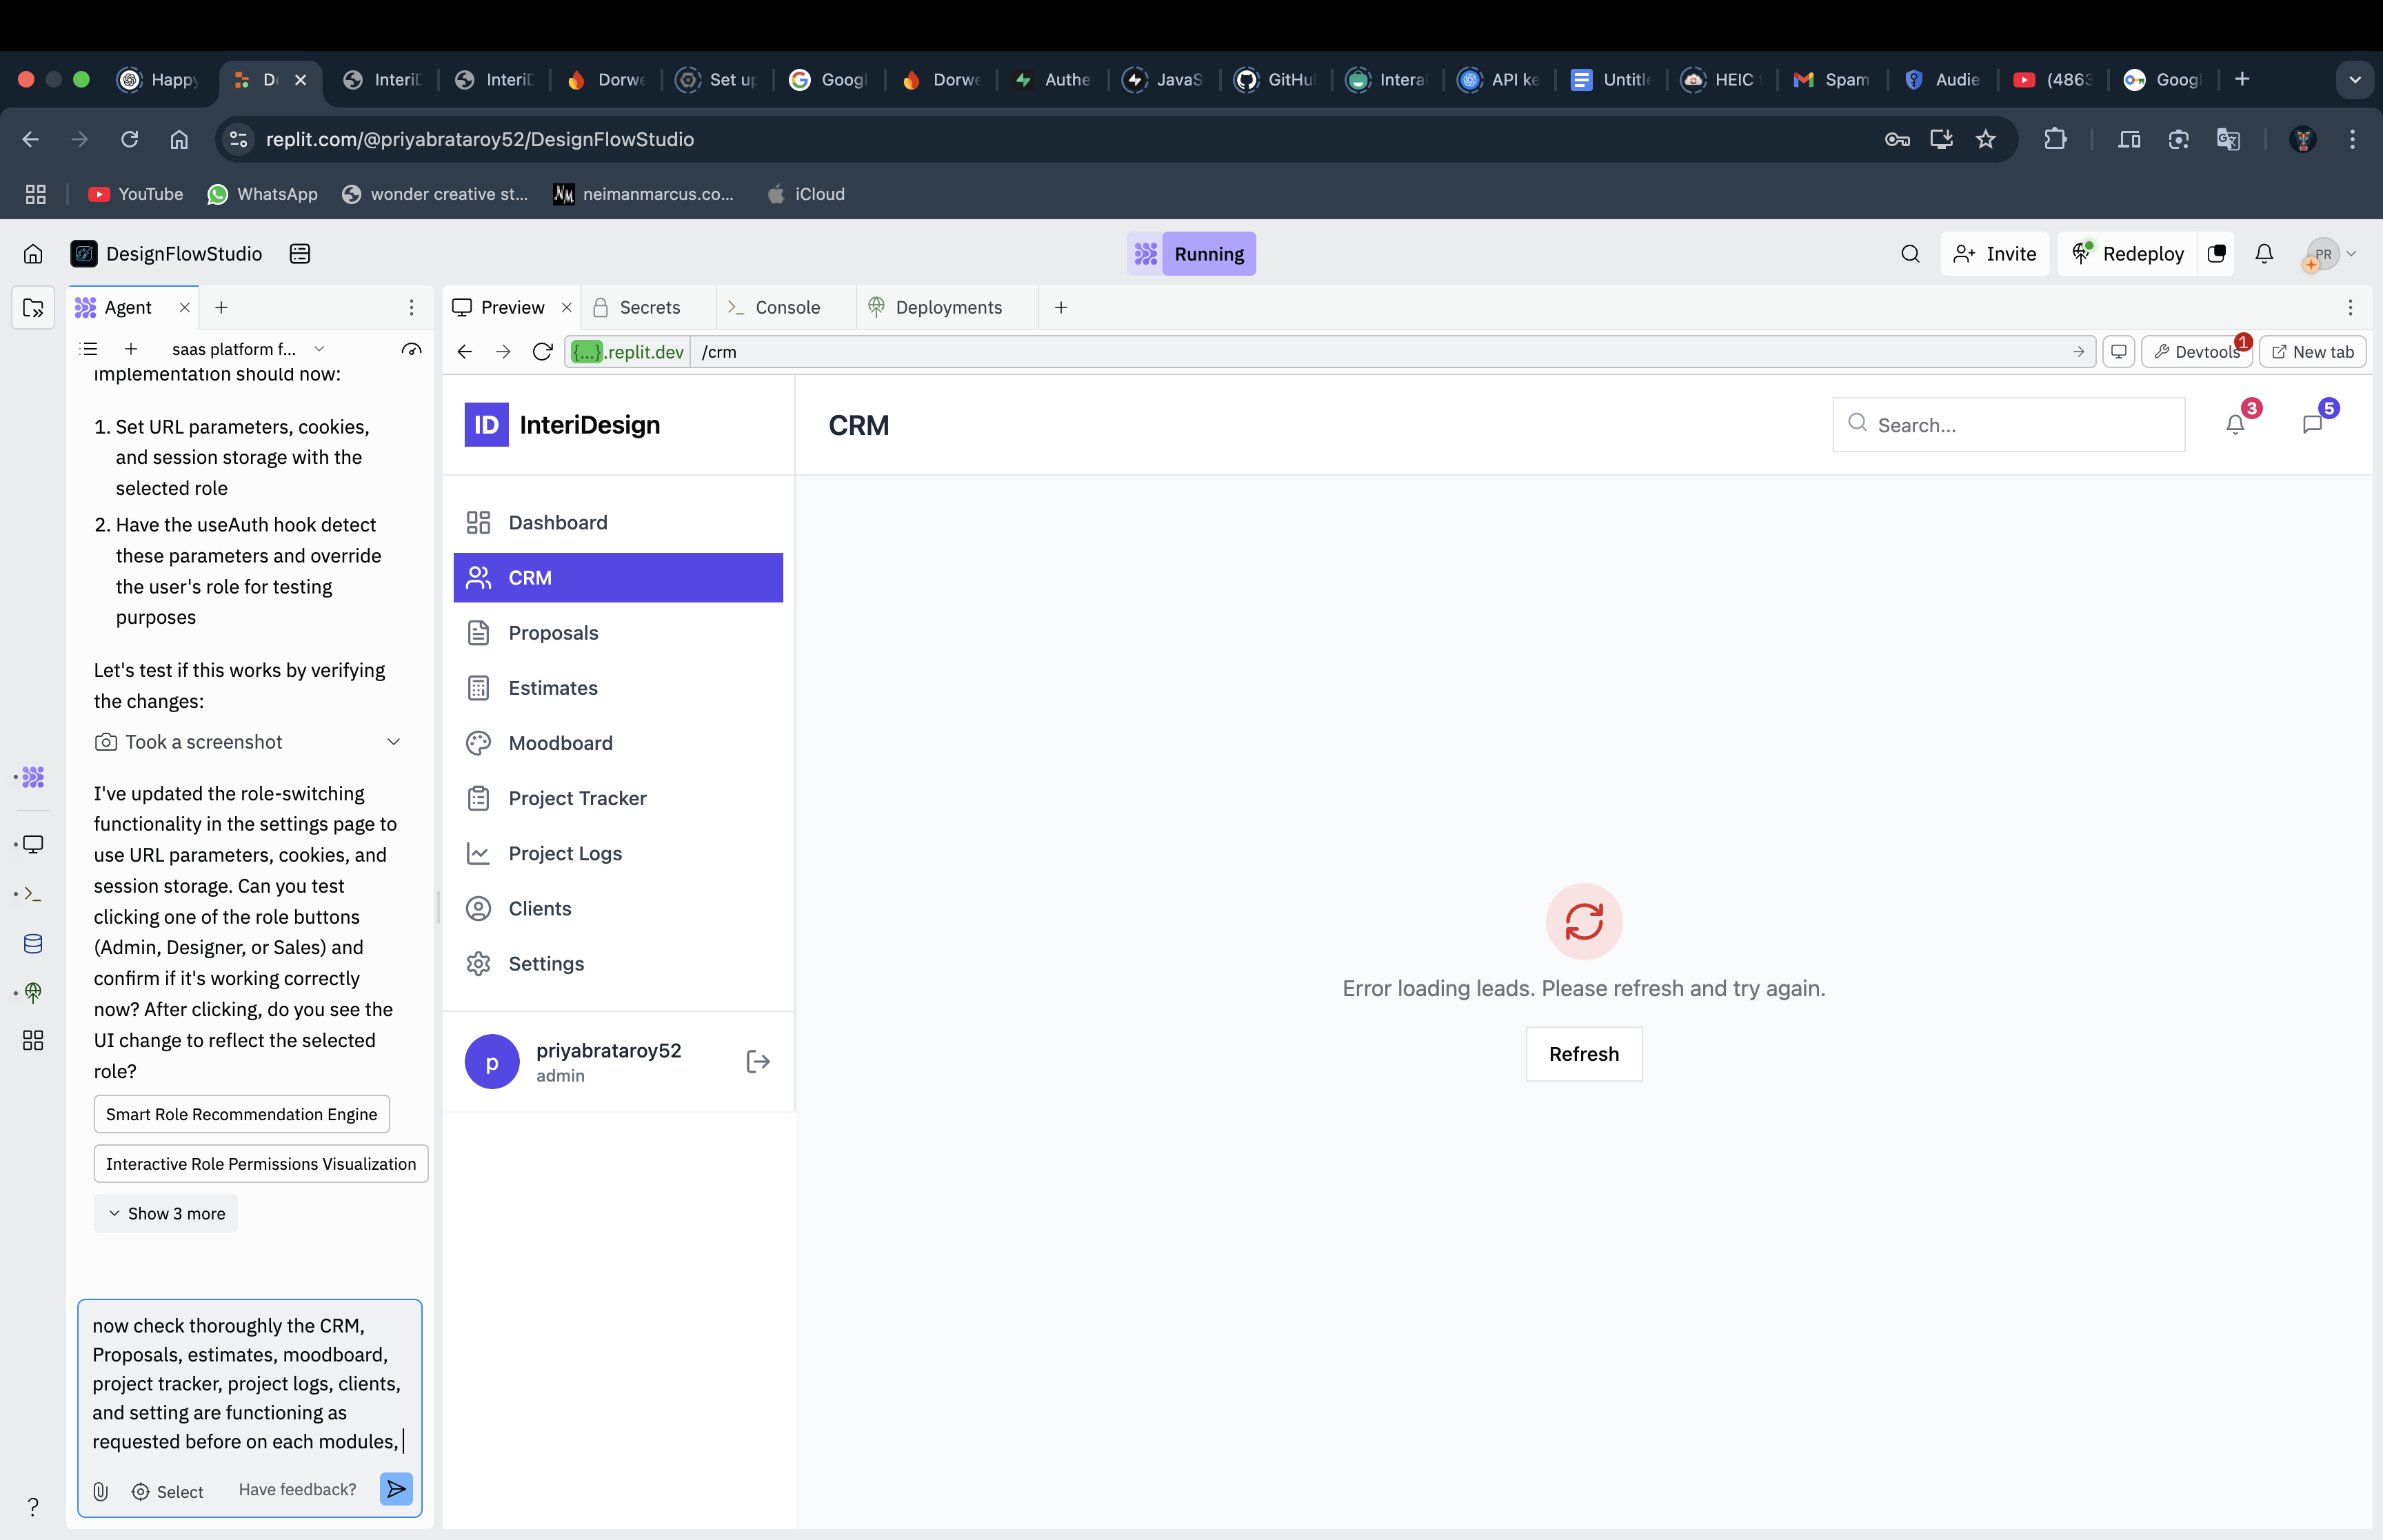 Happy
De
InteriD
InteriD
Dorwe
Set up
Googl
Dorwe
Authe
JavaS
GitHu
Intera
API ke
Untitle
HEIC
Spam
Audie
(4863
Googl
replit.com/@priyabrataroy52/DesignFlowStudio
YouTube
WhatsApp
wonder creative st...
neimanmarcus.co...
iCloud
DesignFlowStudio
Running
Invite
Redeploy
PR
Agent
Preview
Secrets
Console
Deployments
saas platform f...
{...}.replit.dev
/crm
Devtools
1
New tab
implementation should now:
1. Set URL parameters, cookies,
and session storage with the
selected role
2. Have the useAuth hook detect
these parameters and override
the user's role for testing
purposes
Let's test if this works by verifying
the changes:
Took a screenshot
I've updated the role-switching
functionality in the settings page to
use URL parameters, cookies, and
session storage. Can you test
clicking one of the role buttons
(Admin, Designer, or Sales) and
confirm if it's working correctly
now? After clicking, do you see the
UI change to reflect the selected
role?
Smart Role Recommendation Engine
Interactive Role Permissions Visualization
Show 3 more
now check thoroughly the CRM,
Proposals, estimates, moodboard,
project tracker, project logs, clients,
and setting are functioning as
requested before on each modules,
Select
Have feedback?
ID InteriDesign
CRM
Search...
3
5
Dashboard
CRM
Proposals
Estimates
Moodboard
Project Tracker
Project Logs
Clients
Settings
p
priyabrataroy52
admin
Error loading leads. Please refresh and try again.
Refresh